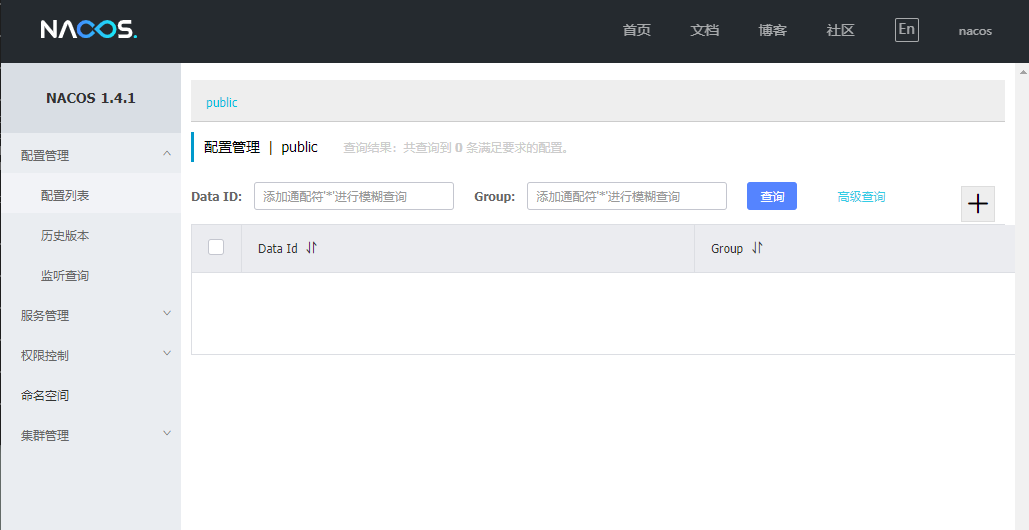 NACOS.
首页 文档 博客 社区 En nacos
NACOS 1.4.1
配置管理
配置列表
历史版本
监听查询
服务管理
权限控制
命名空间
集群管理
public
配置管理 | public 查询结果：共查询到 0 条满足要求的配置。
Data ID: 添加通配符'*'进行模糊查询 Group: 添加通配符'*'进行模糊查询 查询 高级查询
Data Id Group